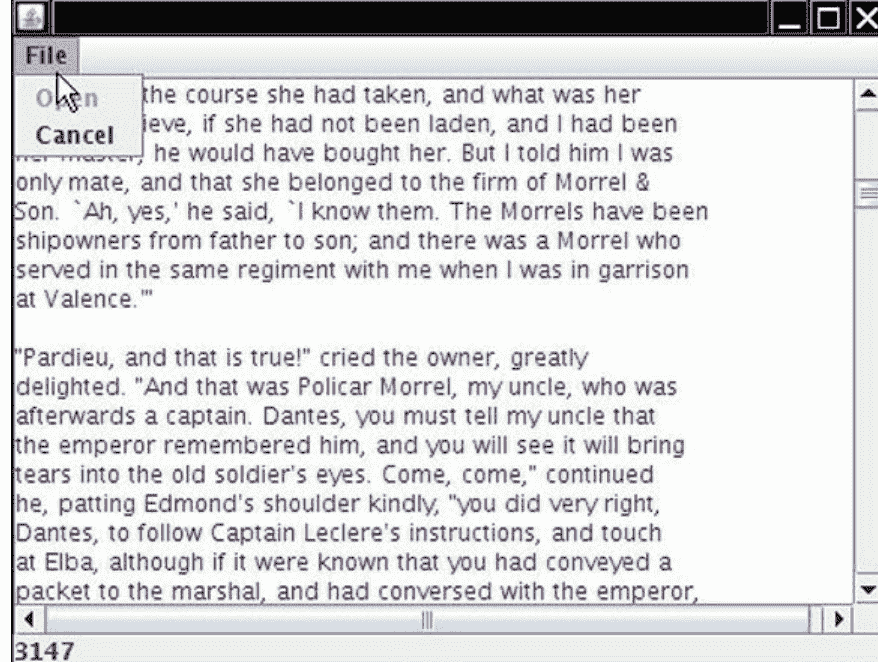 File
Open
Cancel
the course she had taken, and what was her
ieve, if she had not been laden, and I had been
her master, he would have bought her. But I told him I was
only mate, and that she belonged to the firm of Morrel &
Son. `Ah, yes,' he said, `I know them. The Morrels have been
shipowners from father to son; and there was a Morrel who
served in the same regiment with me when I was in garrison
at Valence.'"
"Pardieu, and that is true!" cried the owner, greatly
delighted. "And that was Policar Morrel, my uncle, who was
afterwards a captain. Dantes, you must tell my uncle that
the emperor remembered him, and you will see it will bring
tears into the old soldier's eyes. Come, come," continued
he, patting Edmond's shoulder kindly, "you did very right,
Dantes, to follow Captain Leclere's instructions, and touch
at Elba, although if it were known that you had conveyed a
packet to the marshal, and had conversed with the emperor,
3147